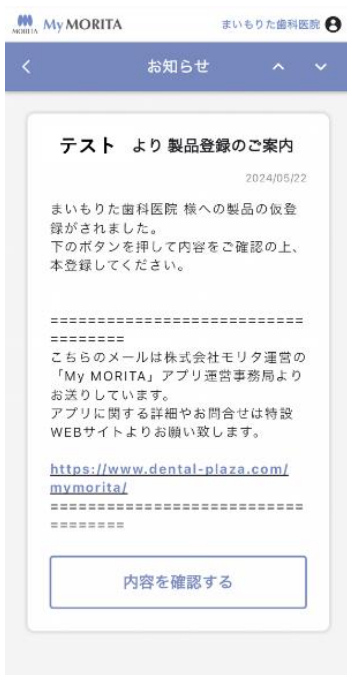 MORITA My MORITA まいもりた歯科医院
お知らせ
テスト より 製品登録のご案内
2024/05/22
まいもりた歯科医院 様への製品の仮登
録がされました。
下のボタンを押して内容をご確認の上、
本登録してください。
===========================
========
こちらのメールは株式会社モリタ運営の
「My MORITA」アプリ運営事務局より
お送りしています。
アプリに関する詳細やお問合せは特設
WEBサイトよりお願い致します。
https://www.dental-plaza.com/
mymorita/
===========================
========
内容を確認する